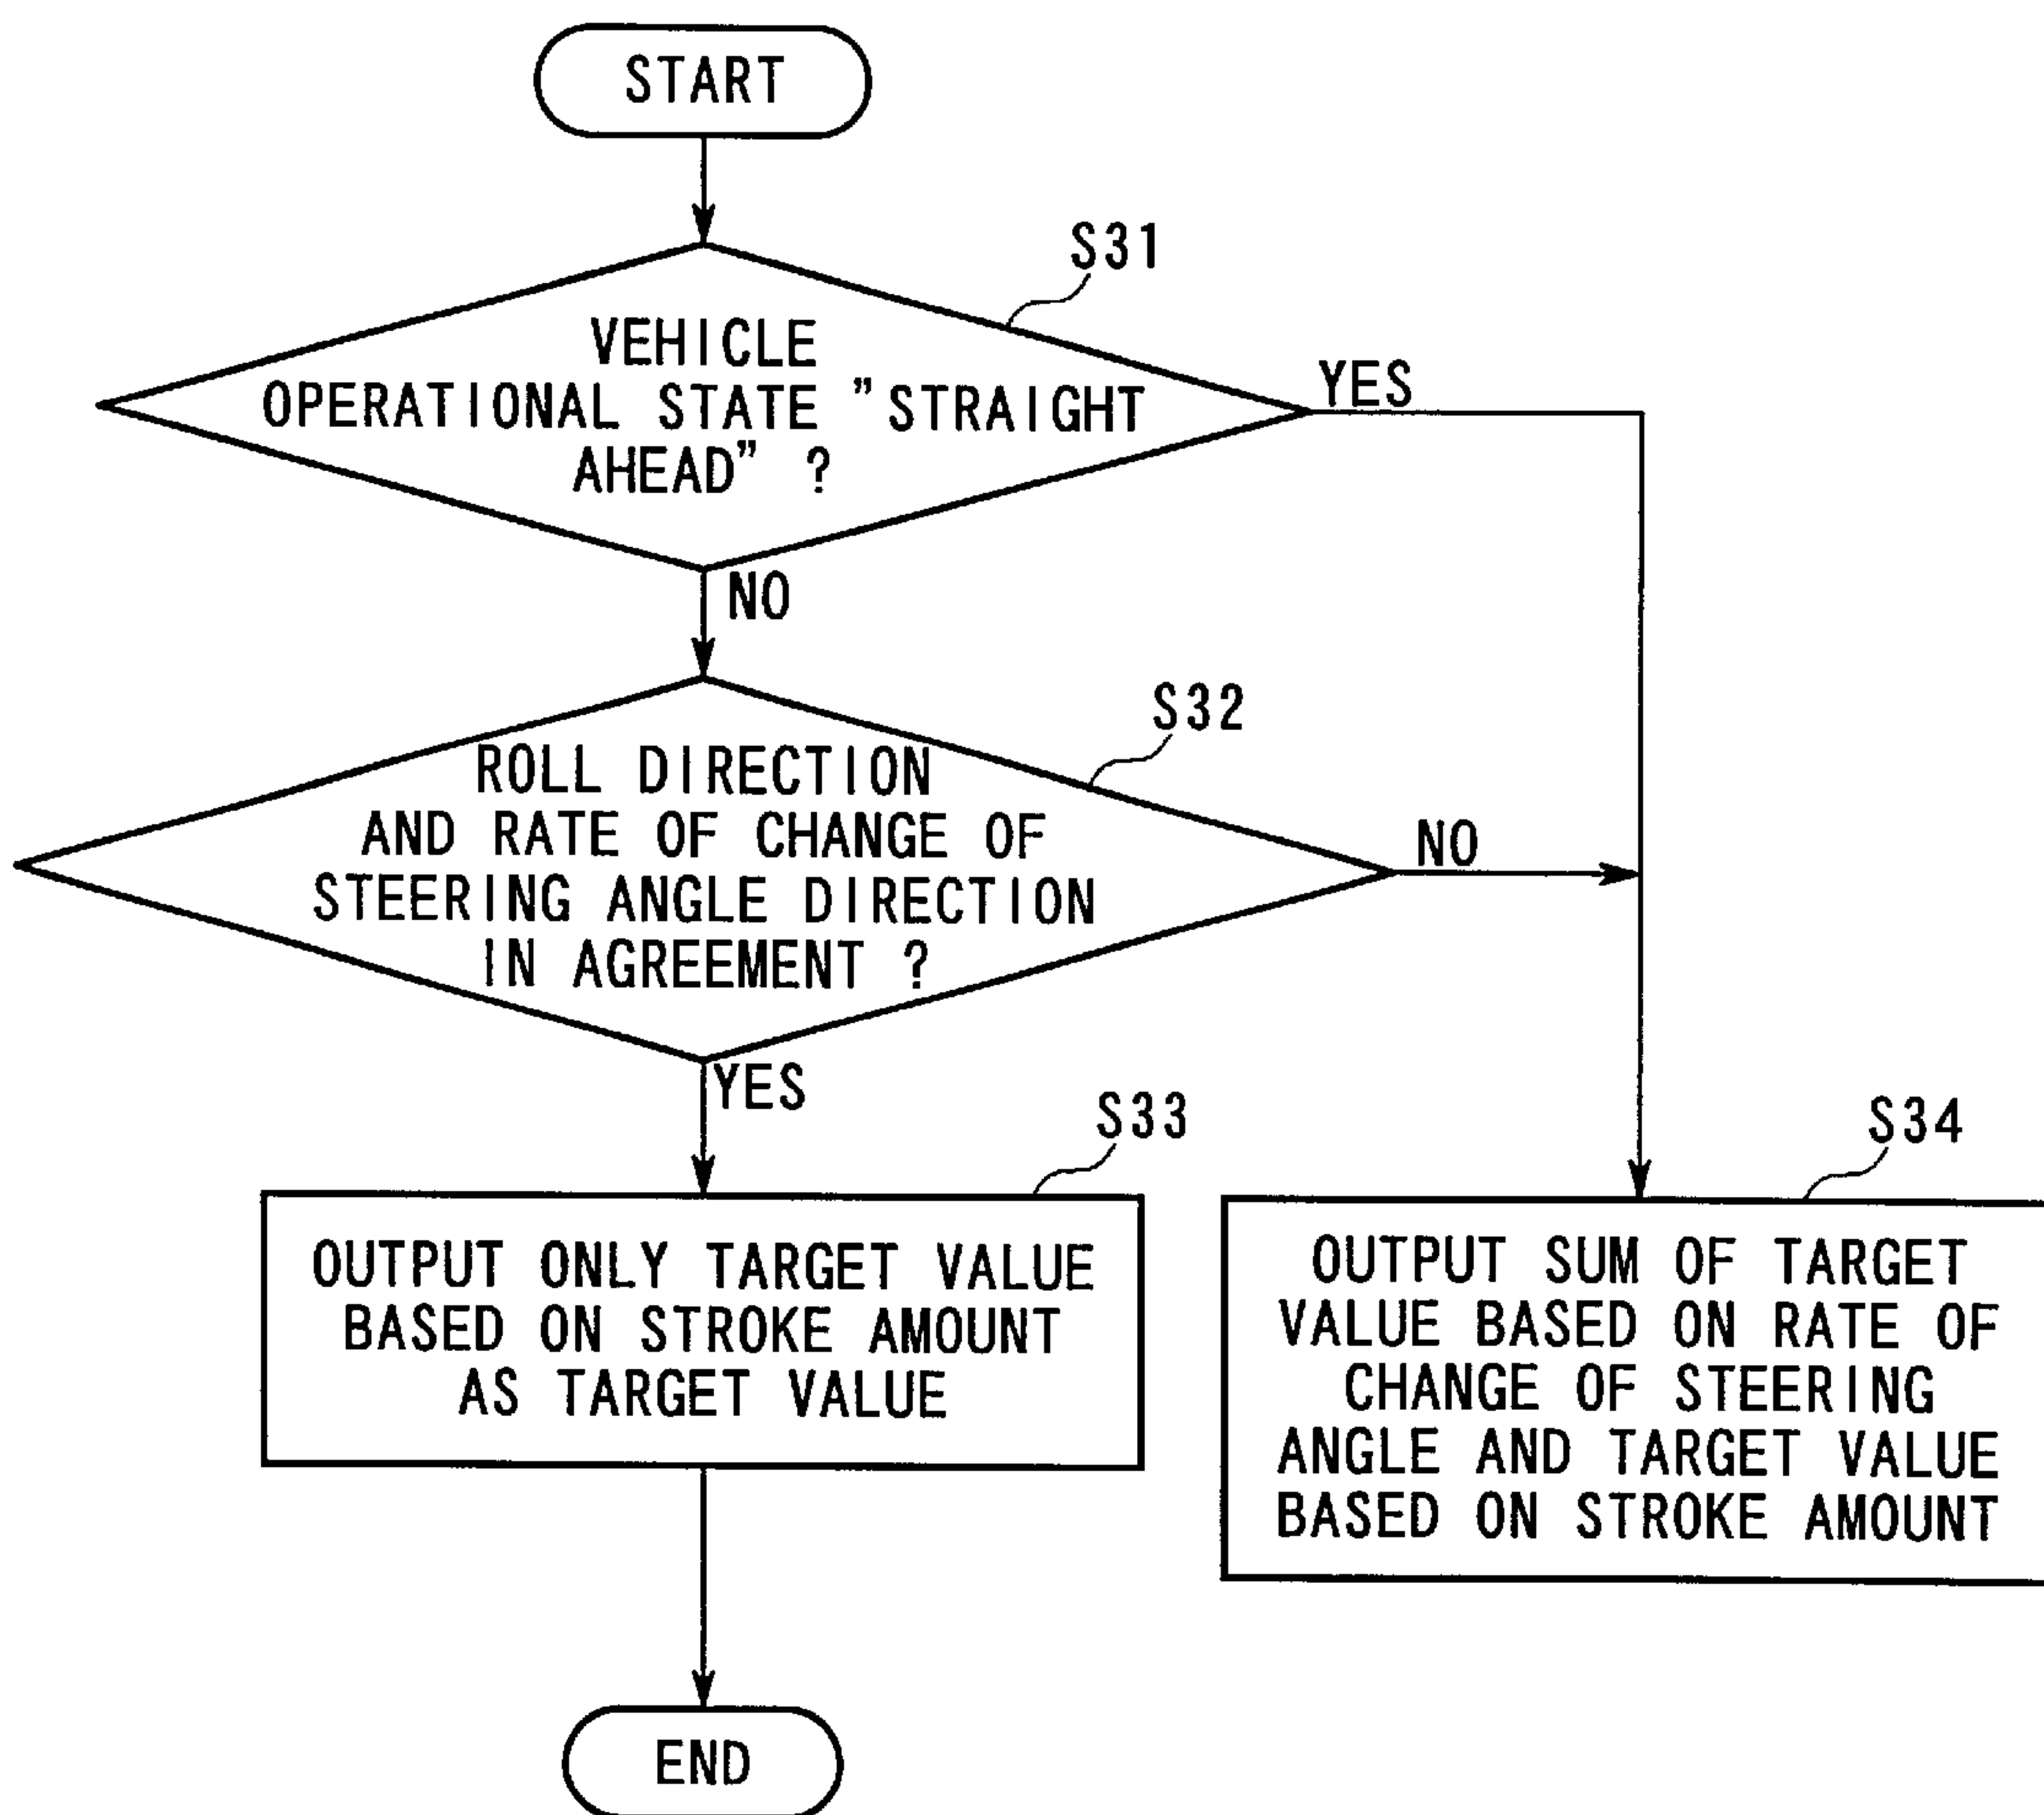 START
S31
VEHICLE
OPERATIONAL STATE "STRAIGHT
AHEAD" ?
YES
NO
S32
ROLL DIRECTION
AND RATE OF CHANGE OF
STEERING ANGLE DIRECTION
IN AGREEMENT ?
NO
YES
S33
OUTPUT ONLY TARGET VALUE
BASED ON STROKE AMOUNT
AS TARGET VALUE
S34
OUTPUT SUM OF TARGET
VALUE BASED ON RATE OF
CHANGE OF STEERING
ANGLE AND TARGET VALUE
BASED ON STROKE AMOUNT
END